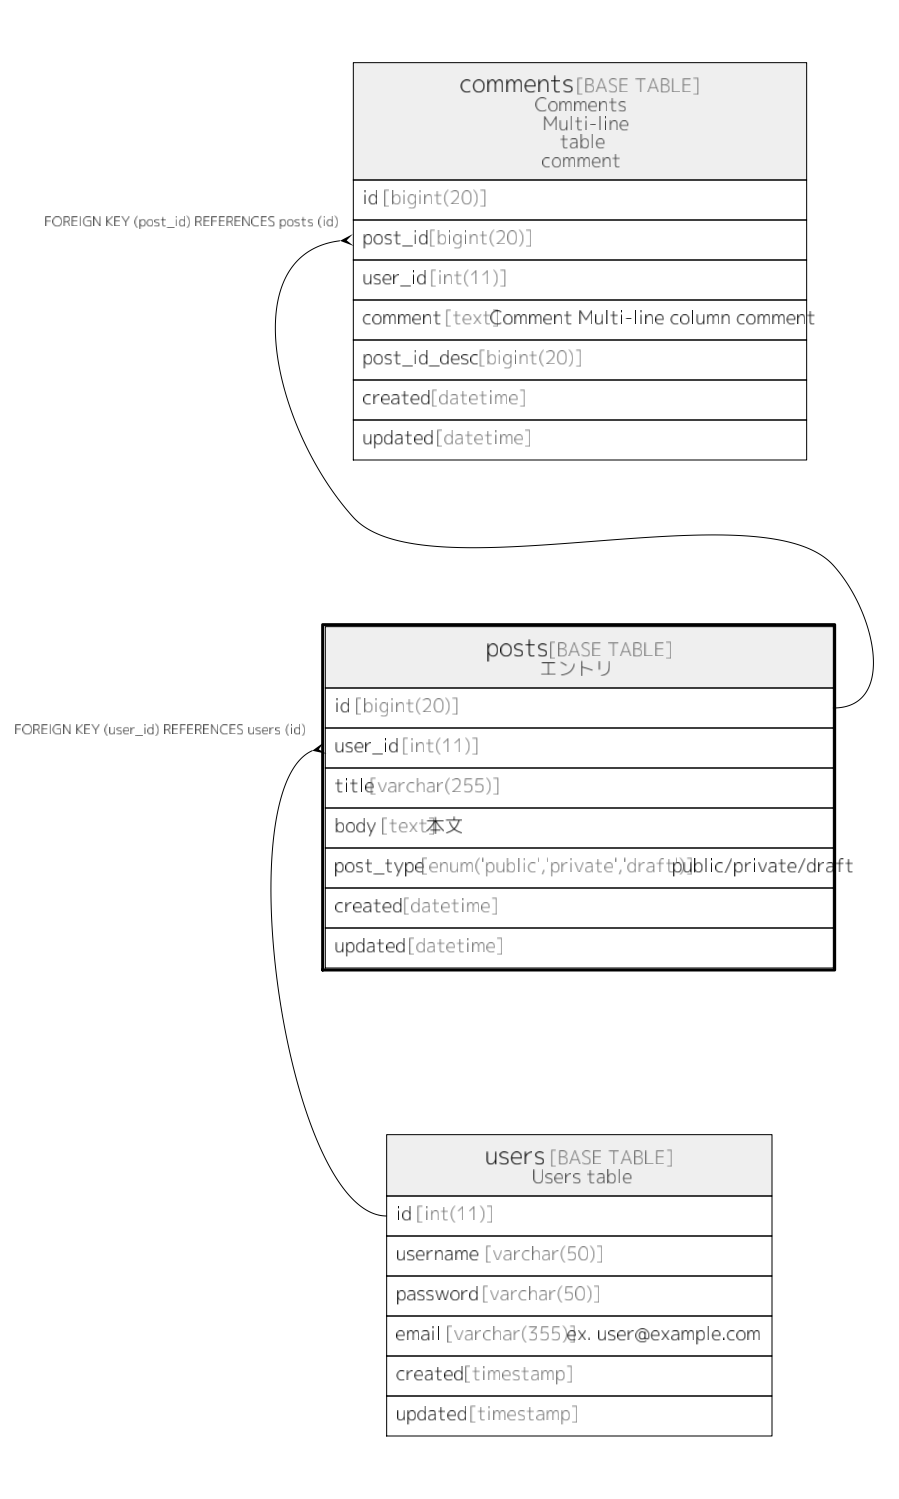 comments [BASE TABLE]
Comments
Multi-line
table
comment
id [bigint(20)]
FOREIGN KEY (post_id) REFERENCES posts (id)
post_id [bigint(20)]
user_id [int(11)]
comment [text] Comment Multi-line column comment
post_id_desc [bigint(20)]
created [datetime]
updated [datetime]
posts [BASE TABLE]
エントリ
id [bigint(20)]
FOREIGN KEY (user_id) REFERENCES users (id)
user_id [int(11)]
title [varchar(255)]
body [text] 本文
post_type [enum('public','private','draft')] public/private/draft
created [datetime]
updated [datetime]
users [BASE TABLE]
Users table
id [int(11)]
username [varchar(50)]
password [varchar(50)]
email [varchar(355)] ex. user@example.com
created [timestamp]
updated [timestamp]